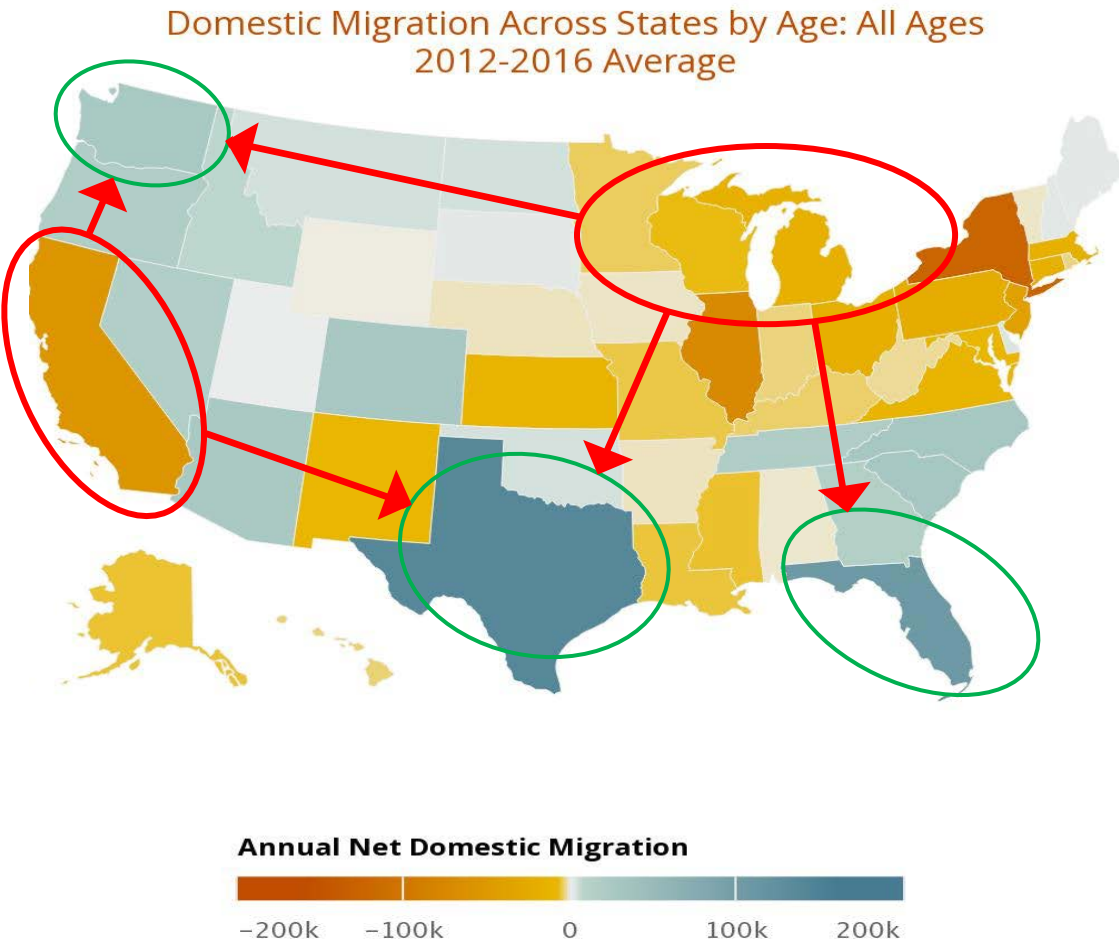 Domestic Migration Across States by Age: All Ages
2012-2016 Average
Annual Net Domestic Migration
−200k −100k 0 100k 200k